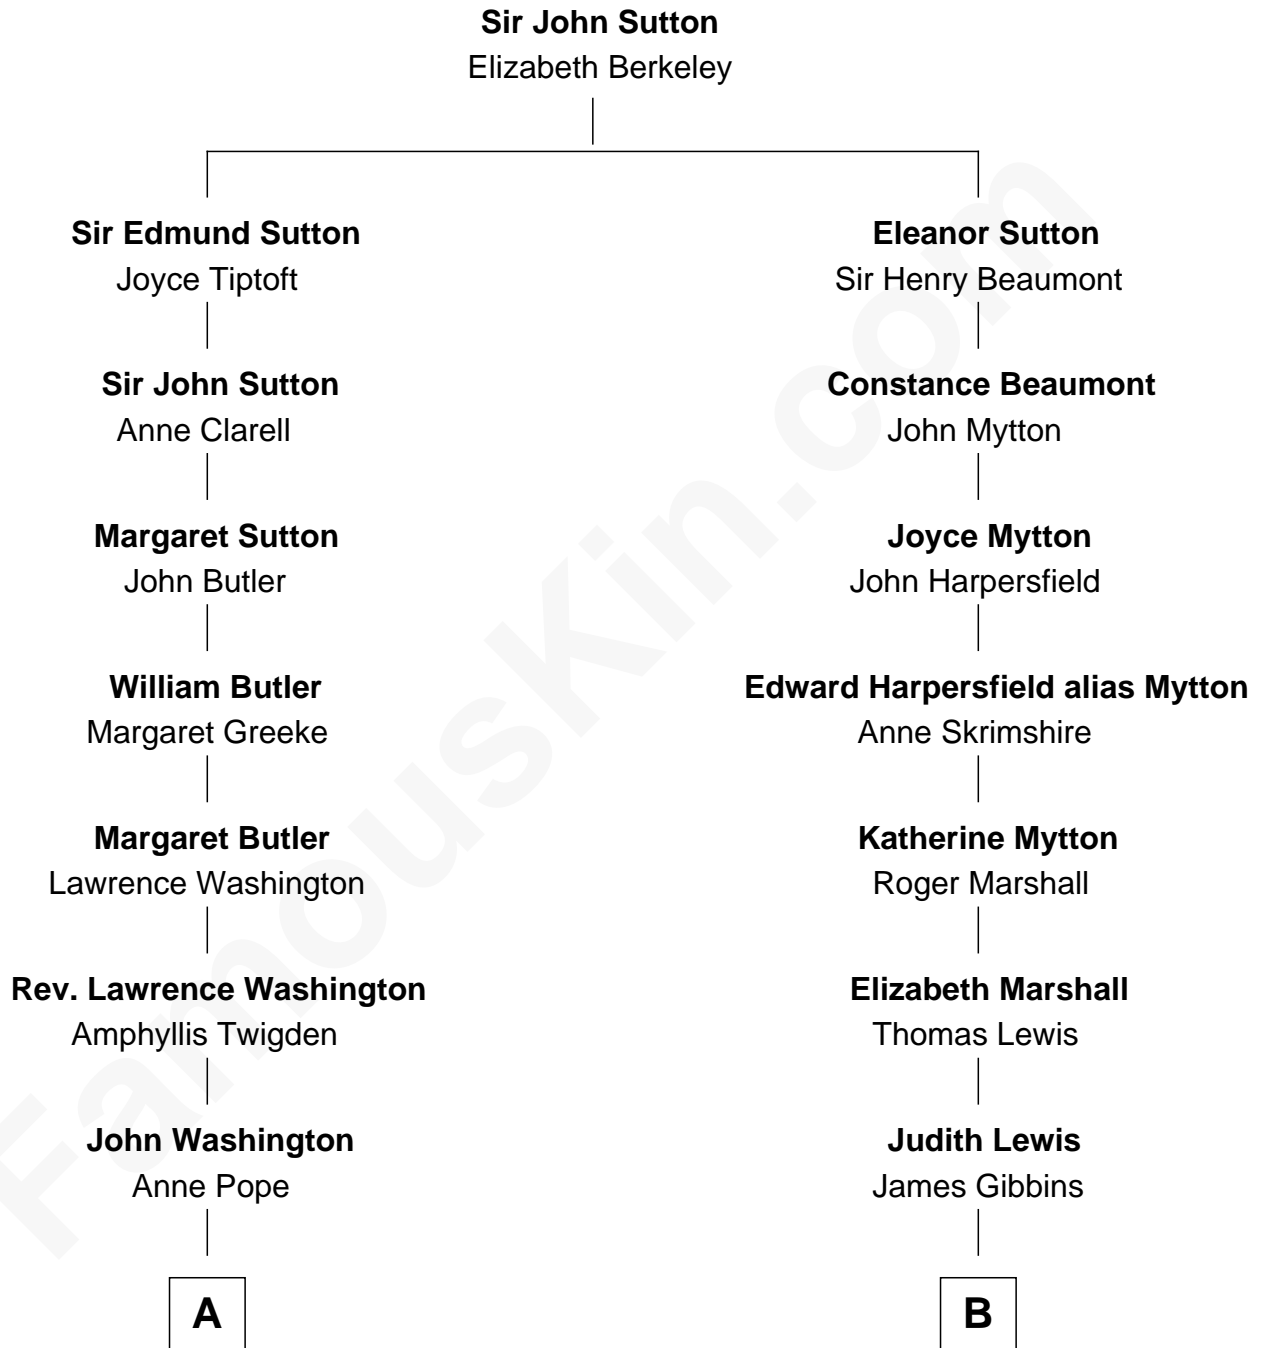 Sir John Sutton
Elizabeth Berkeley
Sir Edmund Sutton
Joyce Tiptoft
Eleanor Sutton
Sir Henry Beaumont
Sir John Sutton
Anne Clarell
Constance Beaumont
John Mytton
Margaret Sutton
John Butler
Joyce Mytton
John Harpersfield
William Butler
Margaret Greeke
Edward Harpersfield alias Mytton
Anne Skrimshire
Margaret Butler
Lawrence Washington
Katherine Mytton
Roger Marshall
Rev. Lawrence Washington
Amphyllis Twigden
Elizabeth Marshall
Thomas Lewis
John Washington
Anne Pope
Judith Lewis
James Gibbins
A
B
FamousKin.com